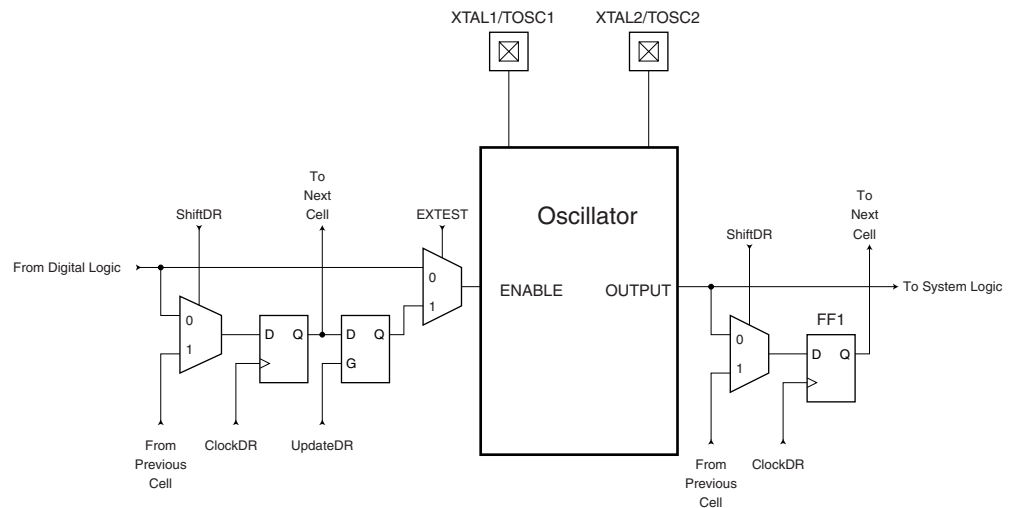 XTAL1/TOSC1
XTAL2/TOSC2
To
Next
Cell
ShiftDR
EXTEST
Oscillator
To
Next
Cell
ShiftDR
From Digital Logic
0
1
0
1
ENABLE
OUTPUT
To System Logic
D Q
D Q
G
0
1
FF1
D Q
From
Previous
Cell
ClockDR
UpdateDR
From
Previous
Cell
ClockDR